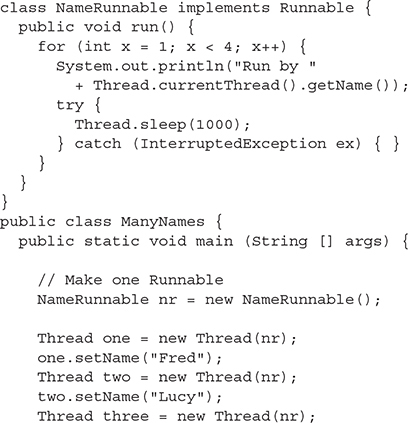 class NameRunnable implements Runnable {
  public void run() {
    for (int x = 1; x < 4; x++) {
      System.out.println("Run by "
        + Thread.currentThread().getName());
      try {
        Thread.sleep(1000);
      } catch (InterruptedException ex) { }
    }
  }
}
public class ManyNames {
  public static void main (String [] args) {

    // Make one Runnable
    NameRunnable nr = new NameRunnable();

    Thread one = new Thread(nr);
    one.setName("Fred");
    Thread two = new Thread(nr);
    two.setName("Lucy");
    Thread three = new Thread(nr);